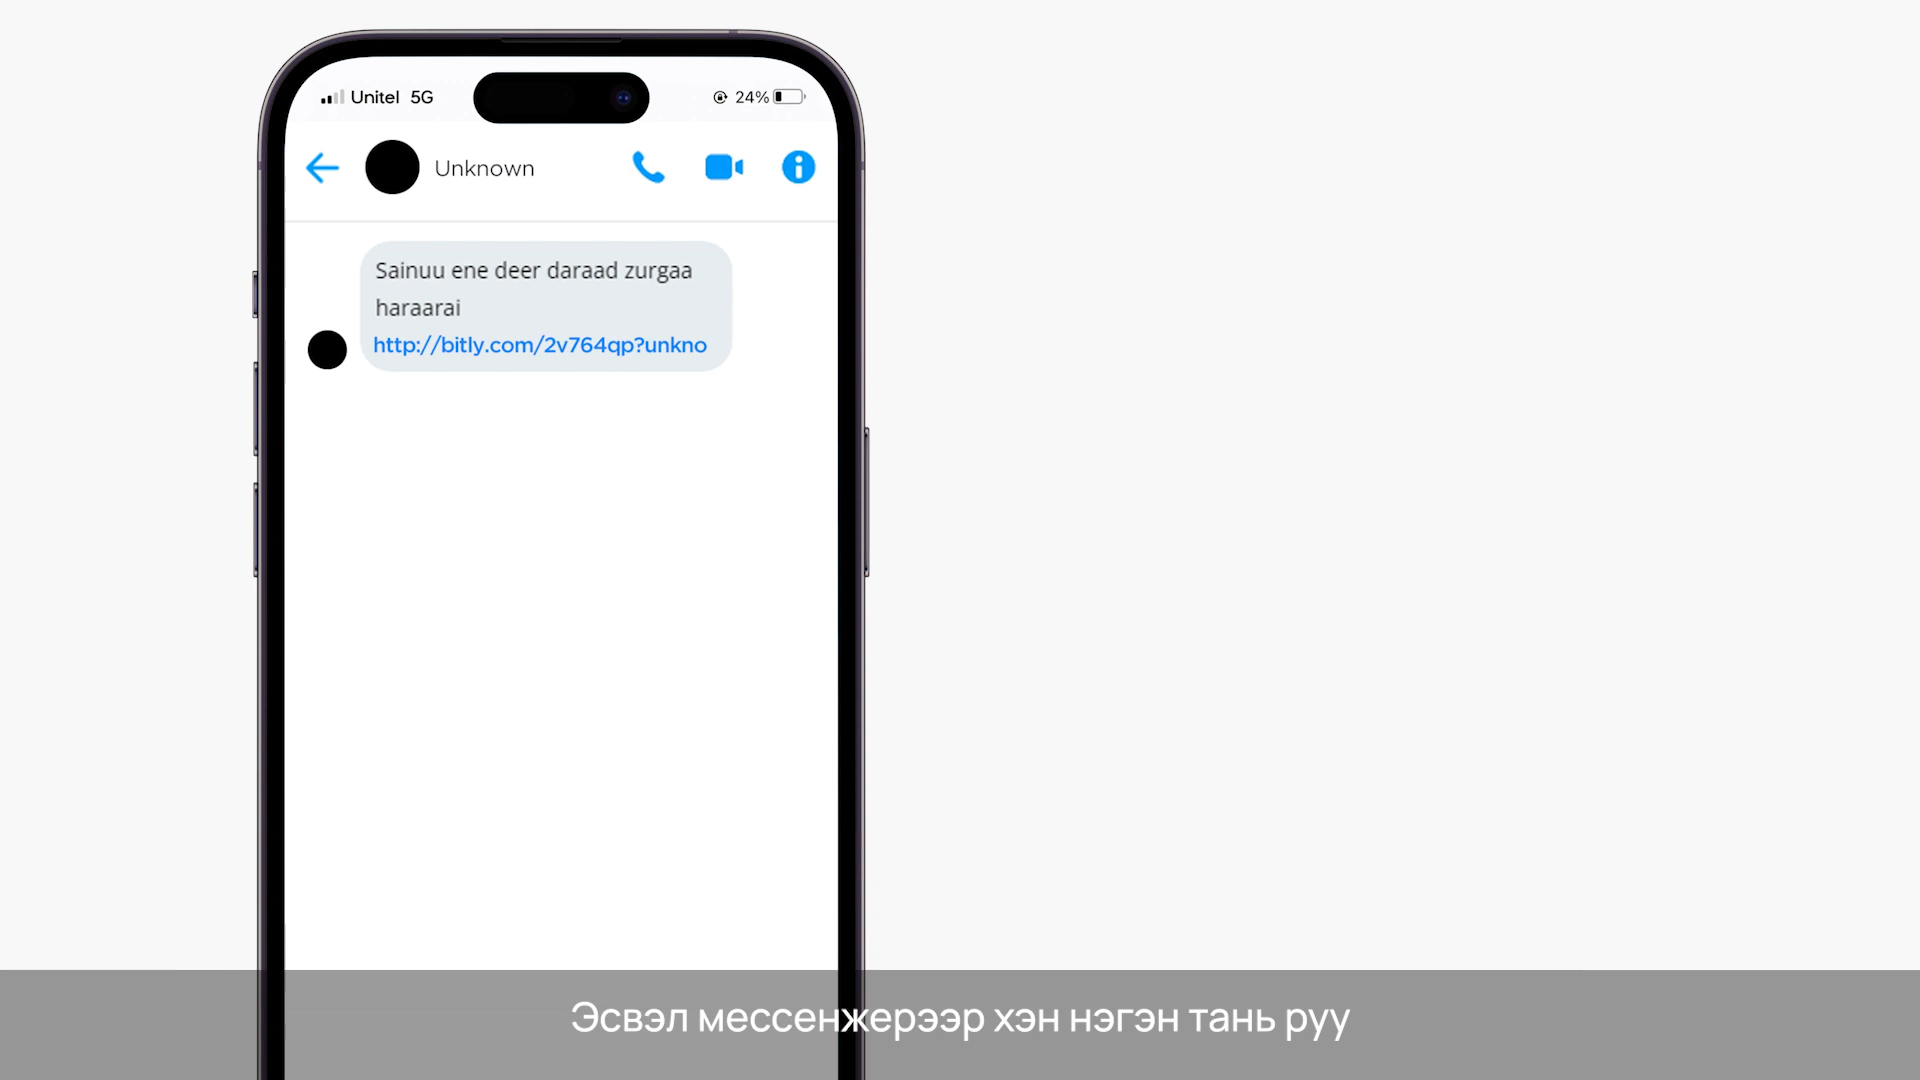 Unitel 5G 24%
Unknown
Sainuu ene deer daraad zurgaa
haraarai
http://bitly.com/2v764qp?unkno
Эсвэл мессенжерээр хэн нэгэн тань руу